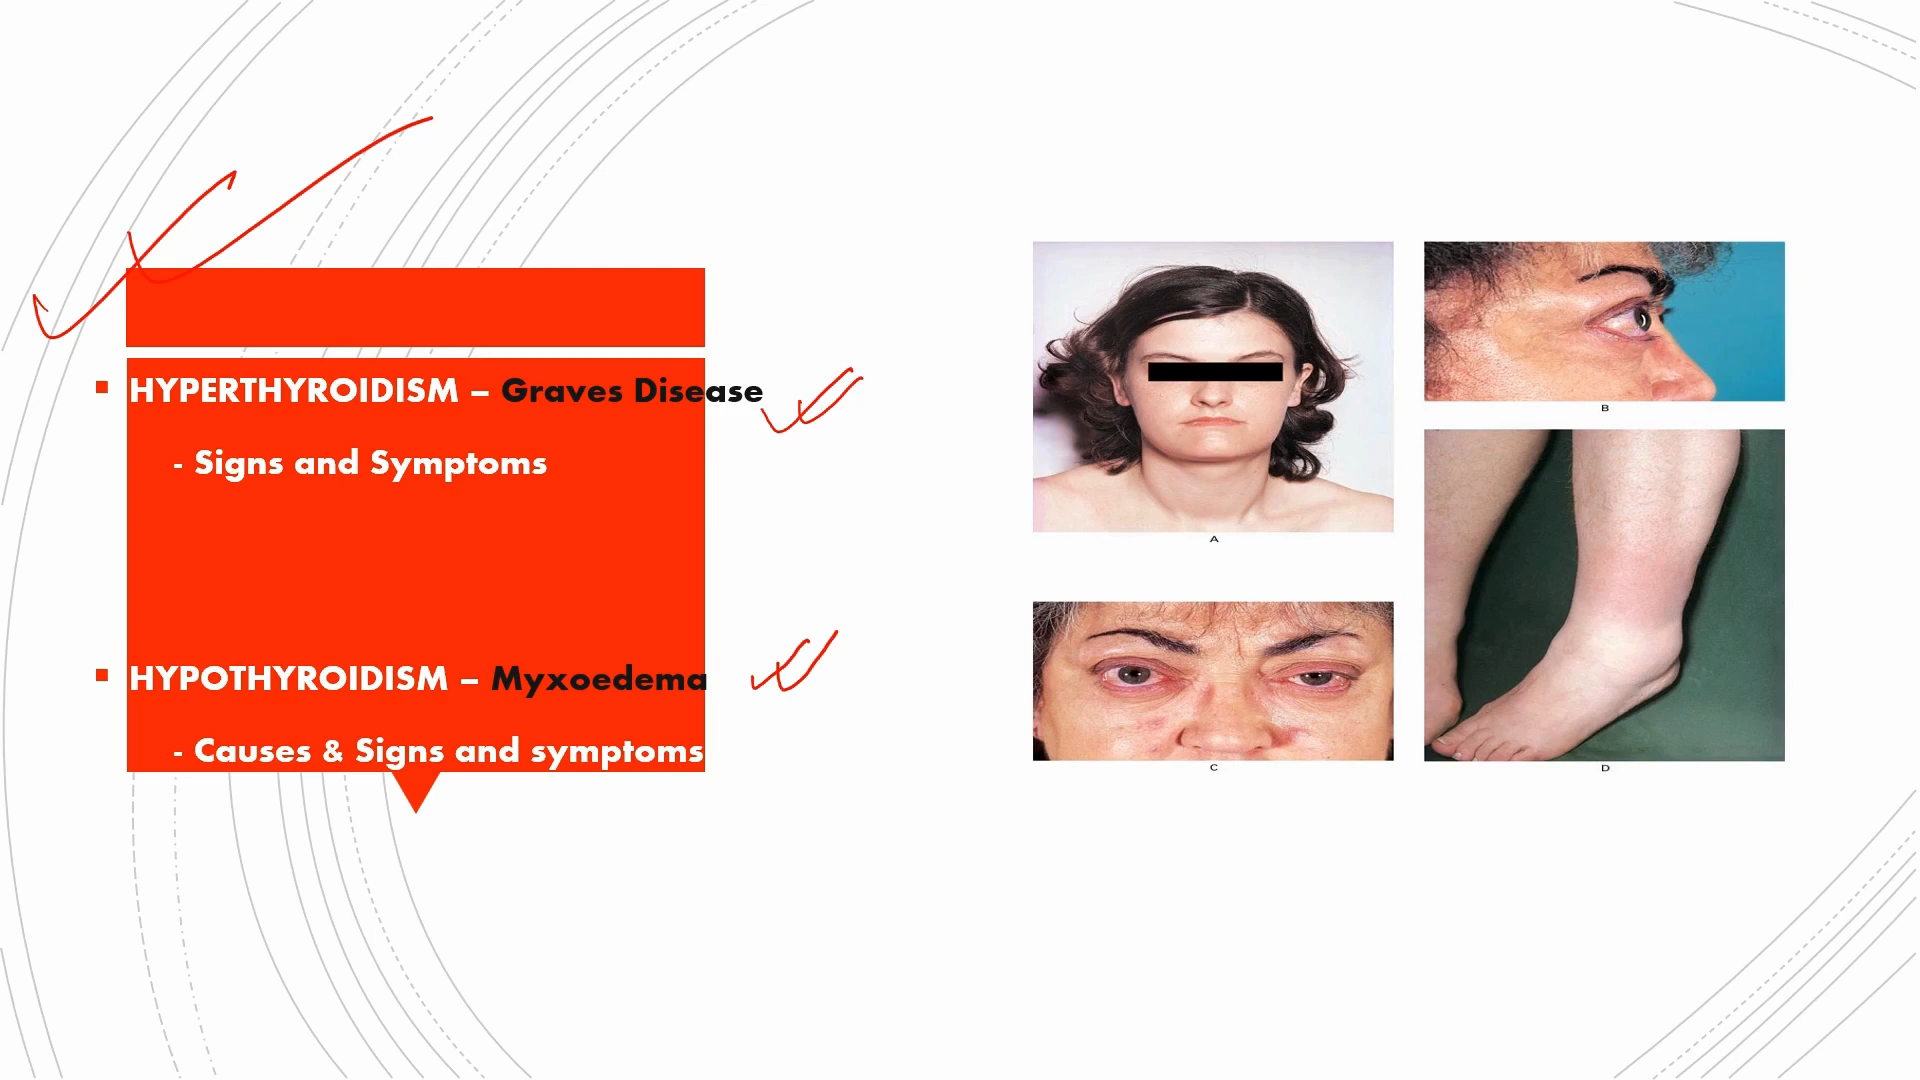 HYPERTHYROIDISM – Graves Disease
- Signs and Symptoms
HYPOTHYROIDISM – Myxoedema
- Causes & Signs and symptoms
A
B
C
D